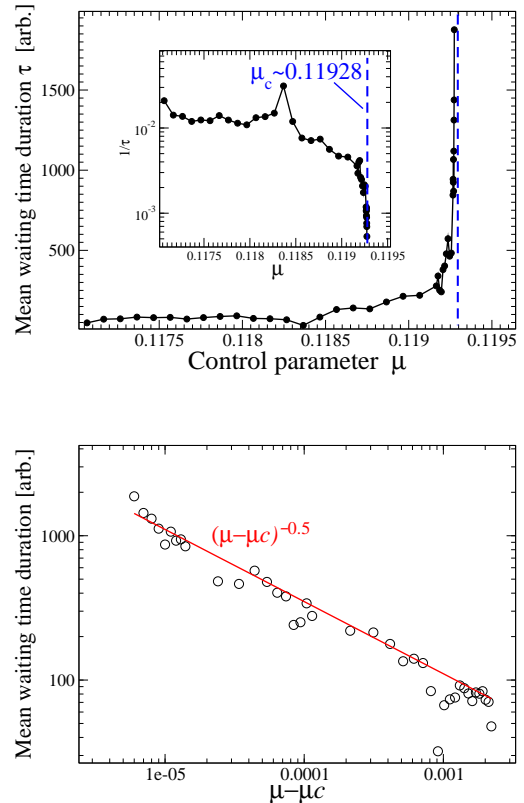 Mean waiting time duration τ [arb.]
1500
1000
500
0.1175
0.118
0.1185
0.119
0.1195
Control parameter μ
μc~0.11928
1/τ
10-2
10-3
0.1175
0.118
0.1185
0.119
0.1195
μ
Mean waiting time duration [arb.]
1000
100
(μ−μc)−0.5
1e-05
0.0001
0.001
μ−μc